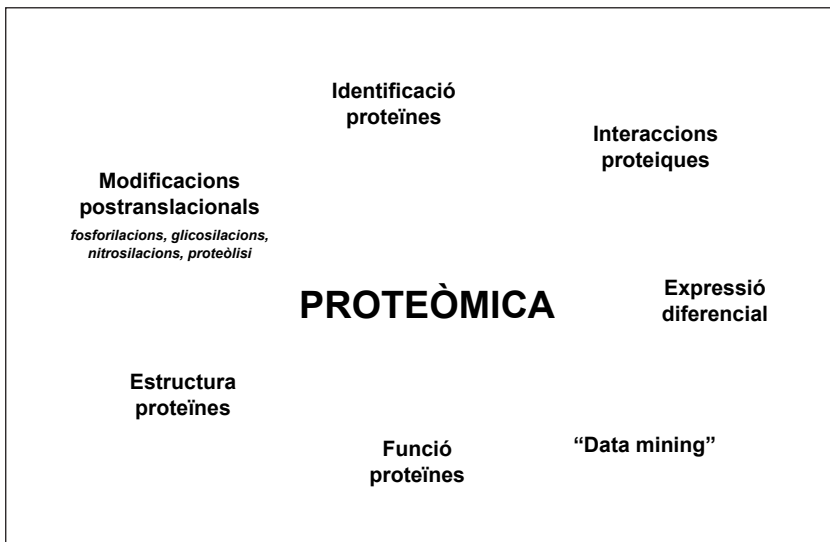 Identificació
proteïnes
Interaccions
proteiques
Modificacions
postranslacionals
fosforilacions, glicosilacions,
nitrosilacions, proteòlisi
PROTEÒMICA
Expressió
diferencial
Estructura
proteïnes
Funció
proteïnes
“Data mining”